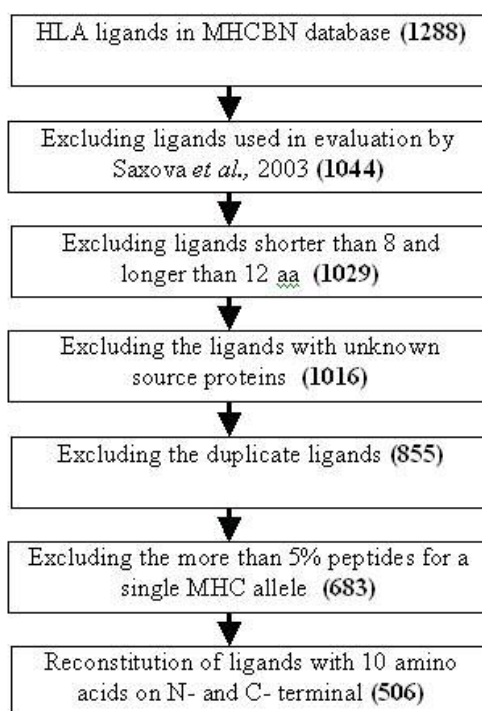 HLA ligands in MHCBN database (1288)
Excluding ligands used in evaluation by
Saxova et al., 2003 (1044)
Excluding ligands shorter than 8 and
longer than 12 aa (1029)
Excluding the ligands with unknown
source proteins (1016)
Excluding the duplicate ligands (855)
Excluding the more than 5% peptides for a
single MHC allele (683)
Reconstitution of ligands with 10 amino
acids on N- and C- terminal (506)